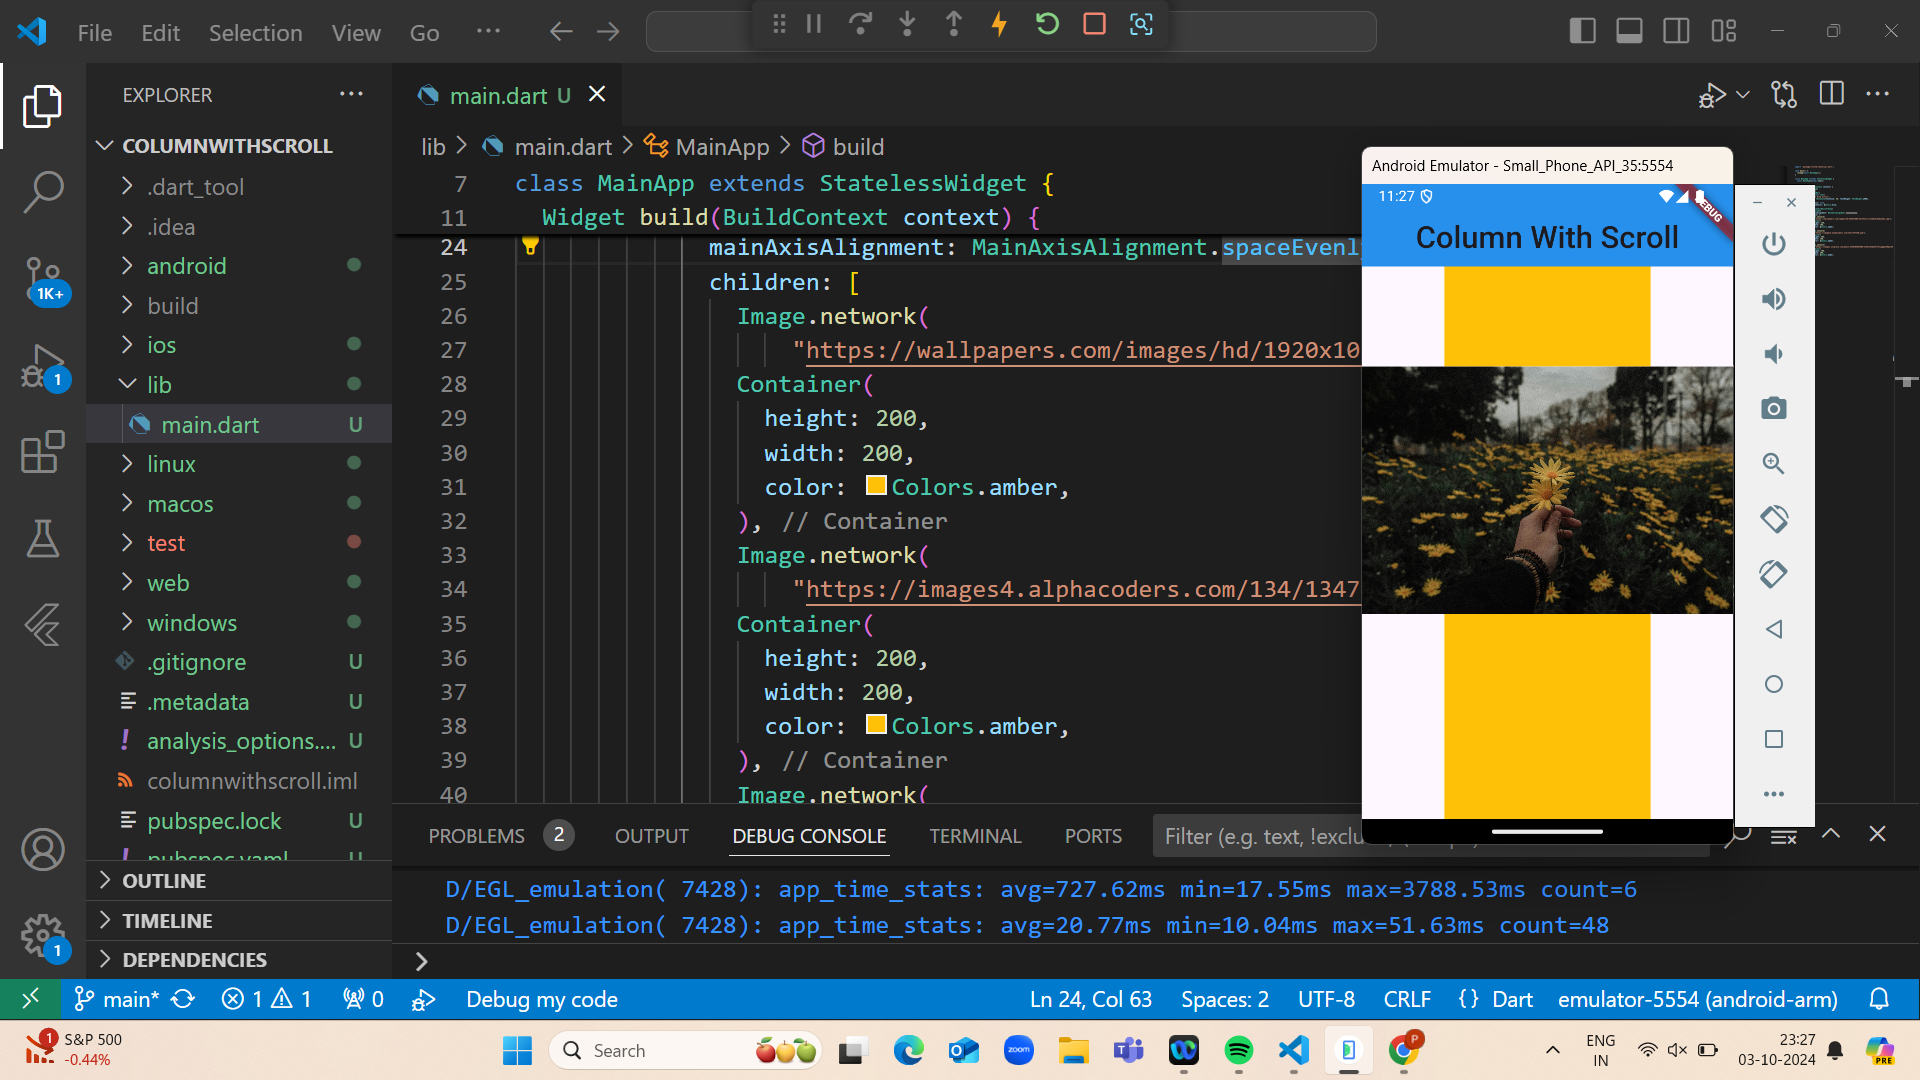 File Edit Selection View Go
EXPLORER
main.dart U
COLUMNWITHSCROLL
.dart_tool
.idea
android
build
ios
lib
main.dart U
linux
macos
test
web
windows
.gitignore U
.metadata U
analysis_options.... U
columnwithscroll.iml
pubspec.lock U
pubspec.yaml U
OUTLINE
TIMELINE
DEPENDENCIES
1K+
1
1
lib > main.dart > MainApp > build
7 class MainApp extends StatelessWidget {
11 Widget build(BuildContext context) {
24 mainAxisAlignment: MainAxisAlignment.spaceEvenly
25 children: [
26 Image.network(
27 "https://wallpapers.com/images/hd/1920x10
28 Container(
29 height: 200,
30 width: 200,
31 color: Colors.amber,
32 ), // Container
33 Image.network(
34 "https://images4.alphacoders.com/134/1347
35 Container(
36 height: 200,
37 width: 200,
38 color: Colors.amber,
39 ), // Container
40 Image.network(
Android Emulator - Small_Phone_API_35:5554
11:27
DEBUG
Column With Scroll
PROBLEMS 2 OUTPUT DEBUG CONSOLE TERMINAL PORTS Filter (e.g. text, !exclu
D/EGL_emulation( 7428): app_time_stats: avg=727.62ms min=17.55ms max=3788.53ms count=6
D/EGL_emulation( 7428): app_time_stats: avg=20.77ms min=10.04ms max=51.63ms count=48
main* 1 1 0 Debug my code Ln 24, Col 63 Spaces: 2 UTF-8 CRLF {} Dart emulator-5554 (android-arm)
1 S&P 500
-0.44%
Search
zoom
P
ENG
IN
23:27
03-10-2024
PRE